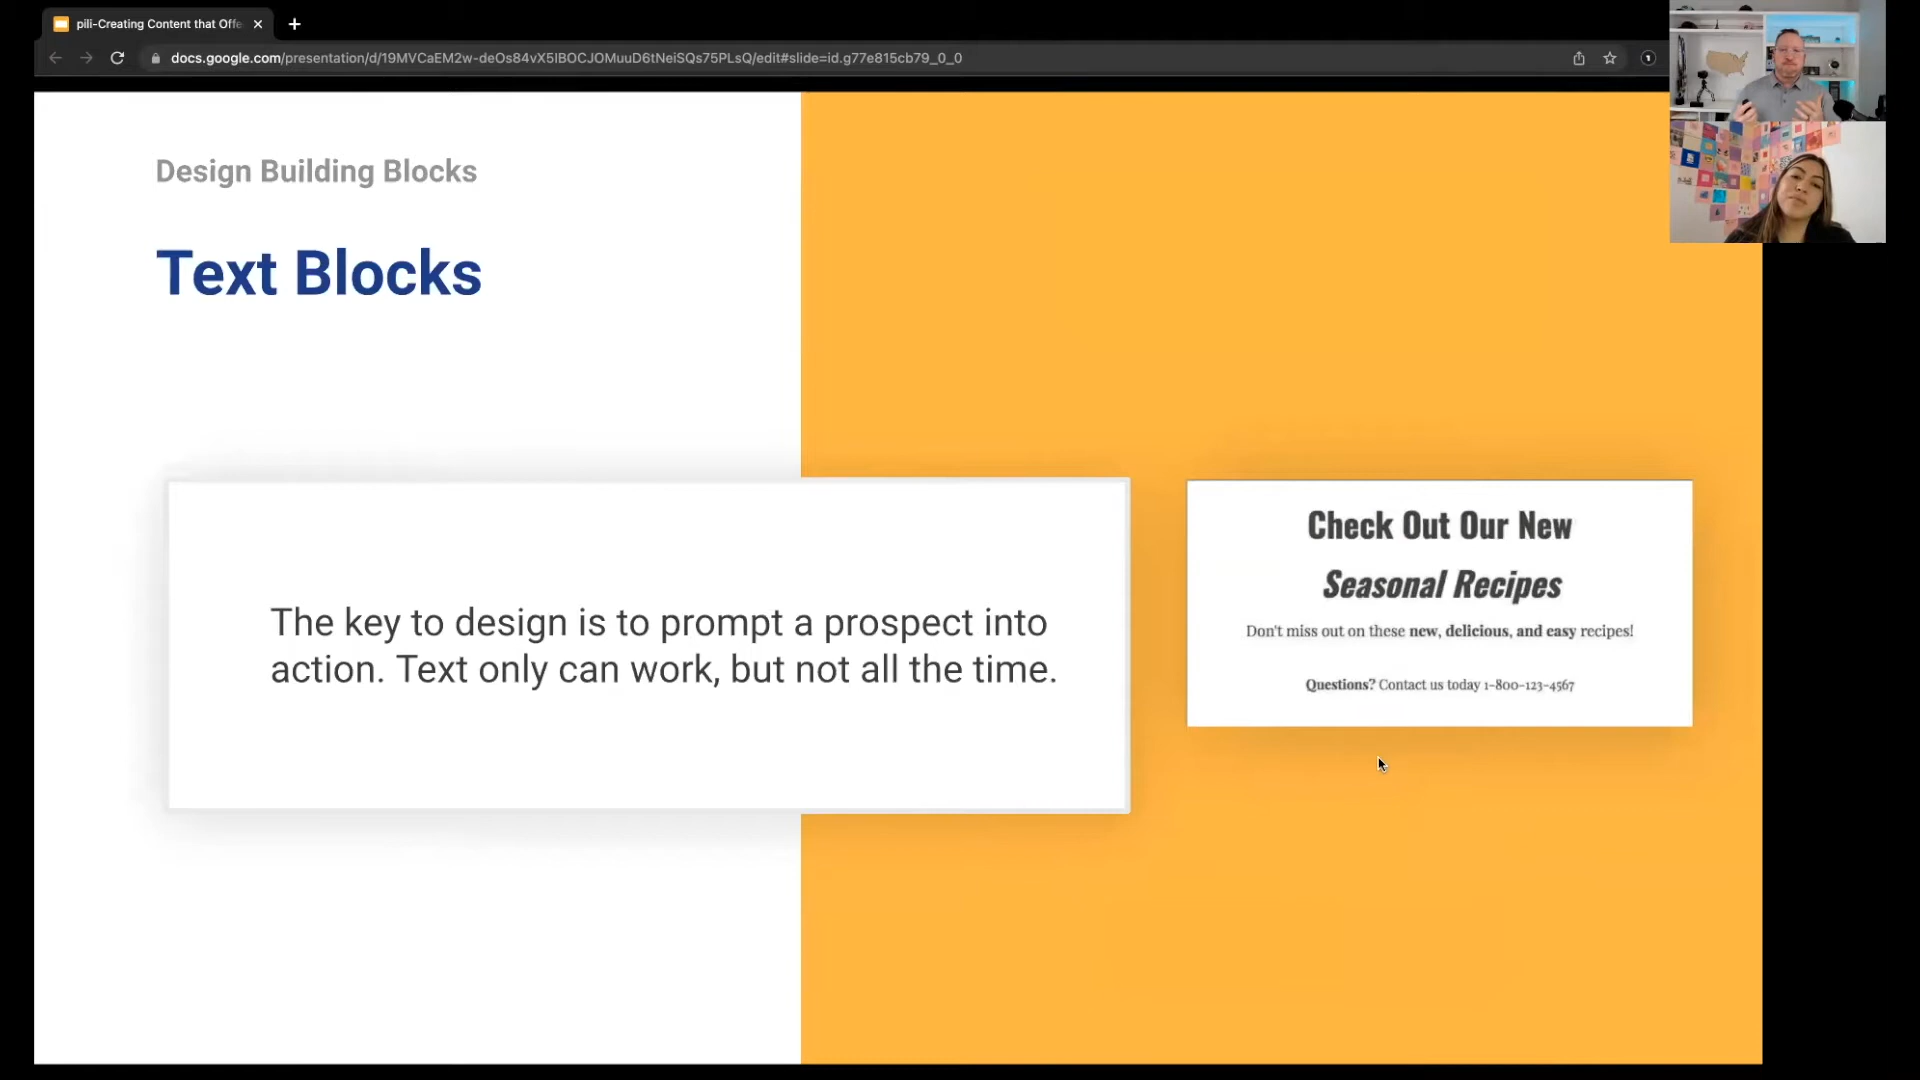 pili-Creating Content that Offe
docs.google.com/presentation/d/19MVCaEM2w-deOs84vX5IBOCJOMuuD6tNeiSQs75PLsQ/edit#slide=id.g77e815cb79_0_0
Design Building Blocks
Text Blocks
The key to design is to prompt a prospect into
action. Text only can work, but not all the time.
Check Out Our New
Seasonal Recipes
Don't miss out on these new, delicious, and easy recipes!
Questions? Contact us today 1-800-123-4567